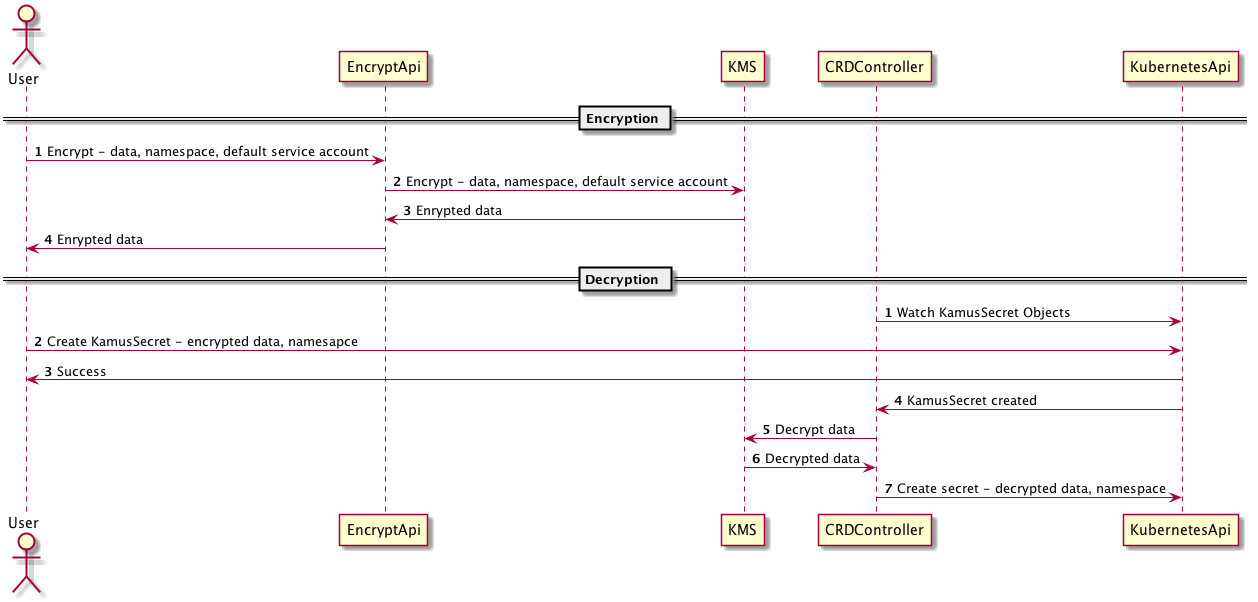 User
EncryptApi
KMS
CRDController
KubernetesApi
Encryption
1 Encrypt - data, namespace, default service account
2 Encrypt - data, namespace, default service account
3 Enrypted data
4 Enrypted data
Decryption
1 Watch KamusSecret Objects
2 Create KamusSecret - encrypted data, namesapce
3 Success
4 KamusSecret created
5 Decrypt data
6 Decrypted data
7 Create secret - decrypted data, namespace
User
EncryptApi
KMS
CRDController
KubernetesApi